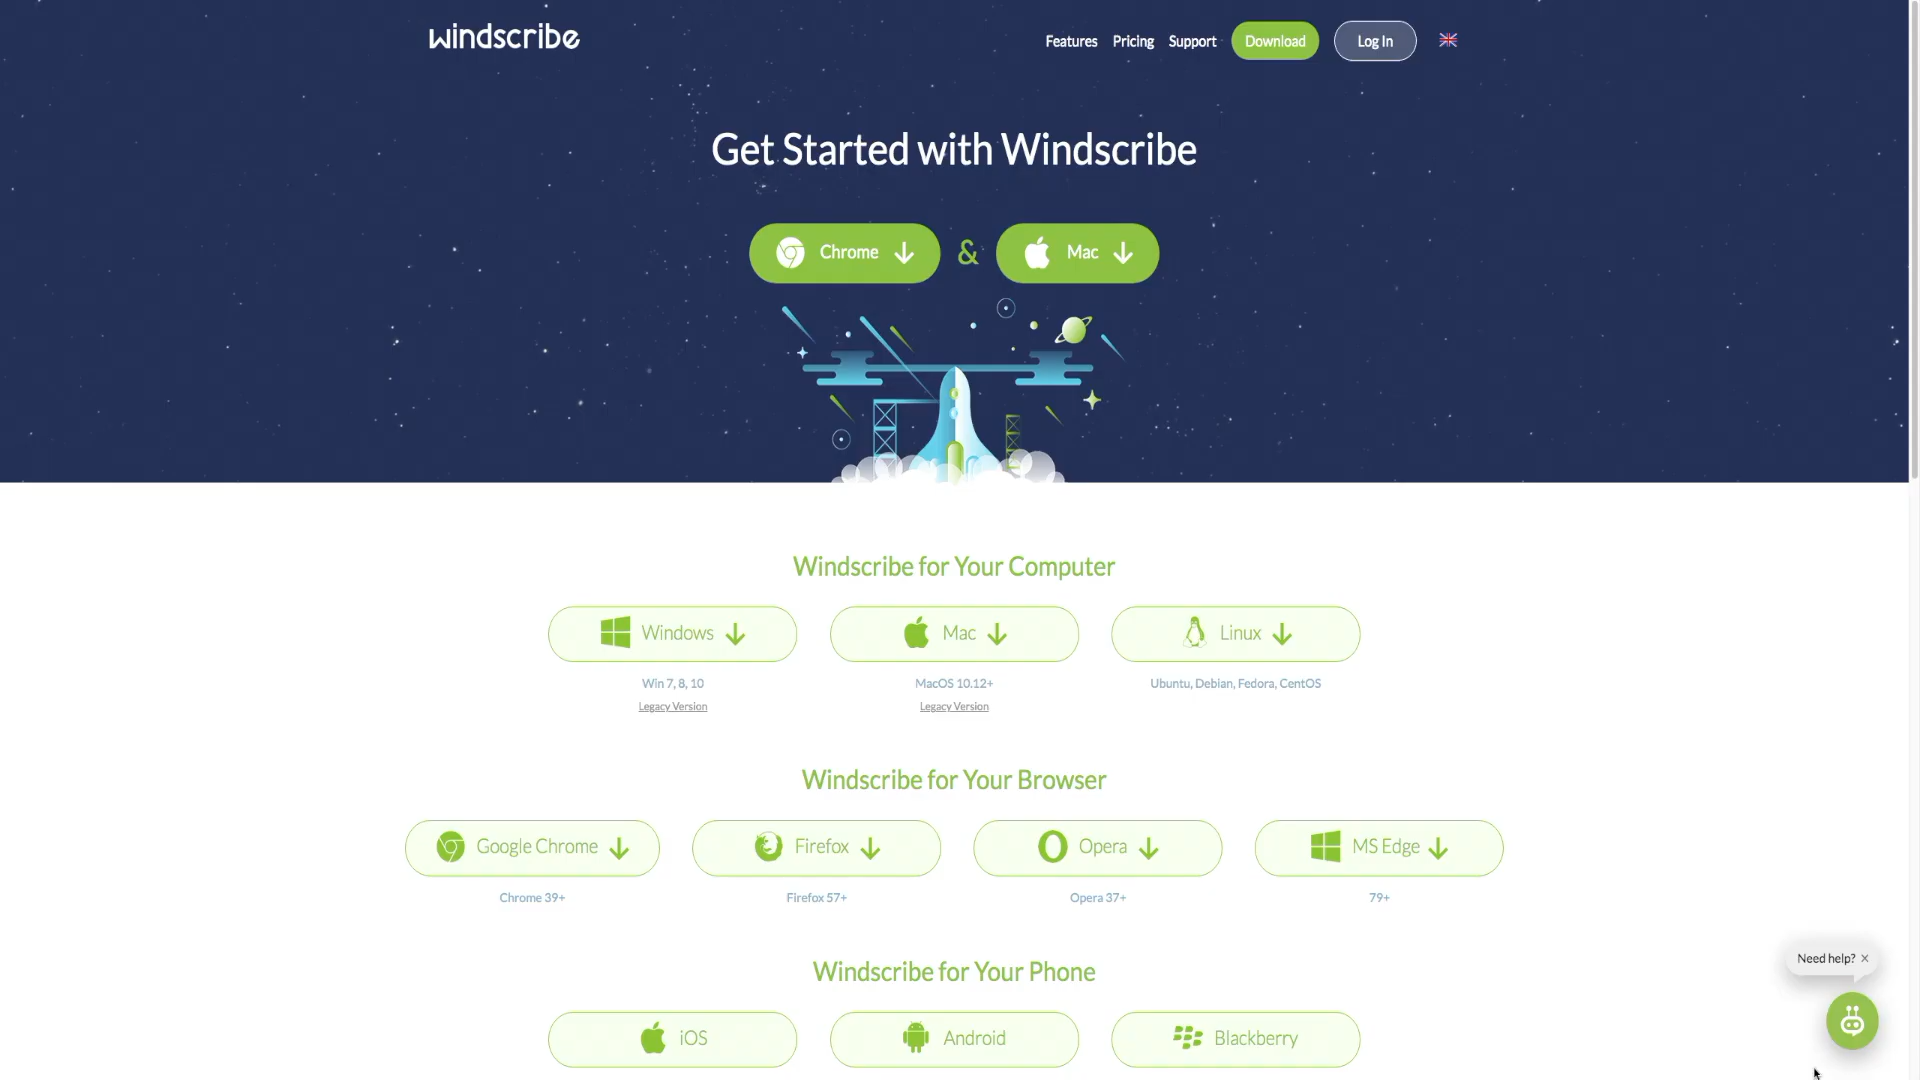 windscribe
Features Pricing Support Download Log In
Get Started with Windscribe
Chrome & Mac
Windscribe for Your Computer
Windows Mac Linux
Win 7, 8, 10 MacOS 10.12+ Ubuntu, Debian, Fedora, CentOS
Legacy Version Legacy Version
Windscribe for Your Browser
Google Chrome Firefox Opera MS Edge
Chrome 39+ Firefox 57+ Opera 37+ 79+
Need help? ×
Windscribe for Your Phone
iOS Android Blackberry